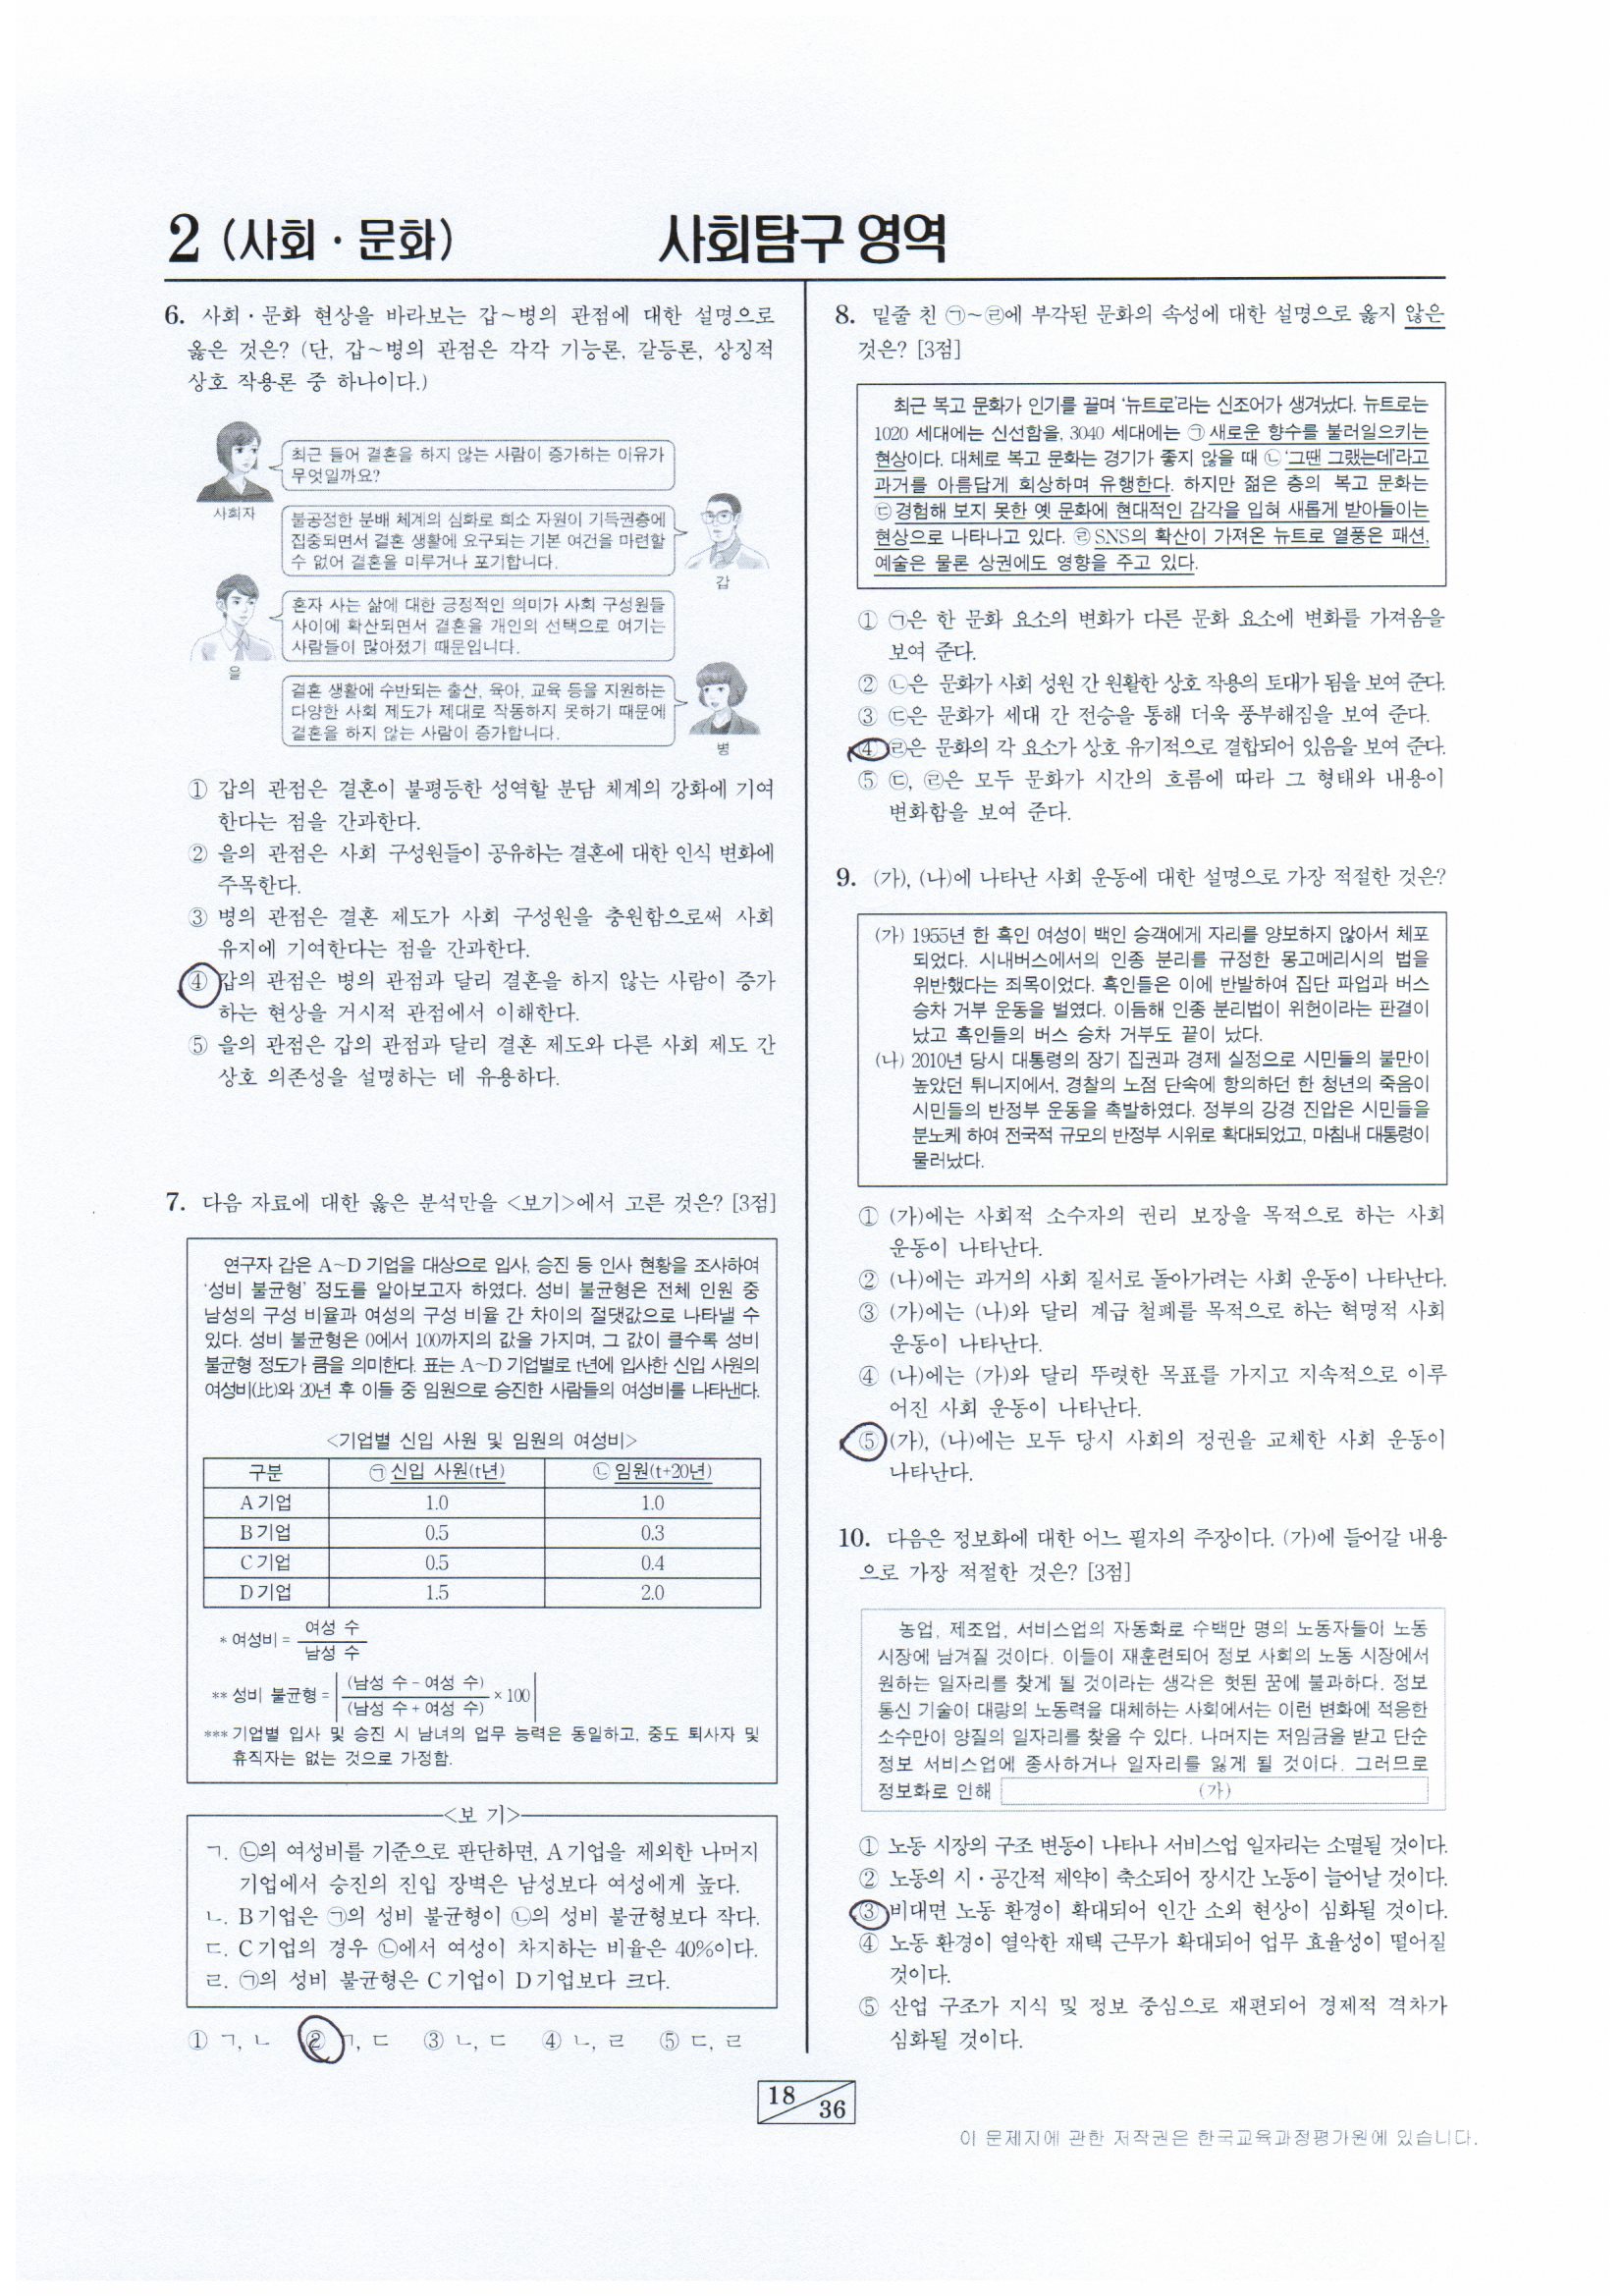 2 (사회·문화)
사회탐구 영역
6. 사회·문화 현상을 바라보는 갑~병의 관점에 대한 설명으로
옳은 것은? (단, 갑~병의 관점은 각각 기능론, 갈등론, 상징적
상호 작용론 중 하나이다.)
최근 들어 결혼을 하지 않는 사람이 증가하는 이유가
무엇일까요?
사회자
불공정한 분배 체계의 심화로 희소 자원이 기득권층에
집중되면서 결혼 생활에 요구되는 기본 여건을 마련할
수 없어 결혼을 미루거나 포기합니다.
갑
혼자 사는 삶에 대한 긍정적인 의미가 사회 구성원들
사이에 확산되면서 결혼을 개인의 선택으로 여기는
사람들이 많아졌기 때문입니다.
을
결혼 생활에 수반되는 출산, 육아, 교육 등을 지원하는
다양한 사회 제도가 제대로 작동하지 못하기 때문에
결혼을 하지 않는 사람이 증가합니다.
병
① 갑의 관점은 결혼이 불평등한 성역할 분담 체계의 강화에 기여
한다는 점을 간과한다.
② 을의 관점은 사회 구성원들이 공유하는 결혼에 대한 인식 변화에
주목한다.
③ 병의 관점은 결혼 제도가 사회 구성원을 충원함으로써 사회
유지에 기여한다는 점을 간과한다.
④ 갑의 관점은 병의 관점과 달리 결혼을 하지 않는 사람이 증가
하는 현상을 거시적 관점에서 이해한다.
⑤ 을의 관점은 갑의 관점과 달리 결혼 제도와 다른 사회 제도 간
상호 의존성을 설명하는 데 유용하다.
7. 다음 자료에 대한 옳은 분석만을 <보기>에서 고른 것은? [3점]
연구자 갑은 A~D 기업을 대상으로 입사, 승진 등 인사 현황을 조사하여
‘성비 불균형’ 정도를 알아보고자 하였다. 성비 불균형은 전체 인원 중
남성의 구성 비율과 여성의 구성 비율 간 차이의 절댓값으로 나타낼 수
있다. 성비 불균형은 0에서 100까지의 값을 가지며, 그 값이 클수록 성비
불균형 정도가 큼을 의미한다. 표는 A~D 기업별로 t년에 입사한 신입 사원의
여성비(比)와 20년 후 이들 중 임원으로 승진한 사람들의 여성비를 나타낸다.
<기업별 신입 사원 및 임원의 여성비>
구분 ㉠ 신입 사원(t년) ㉡ 임원(t+20년)
A 기업 1.0 1.0
B 기업 0.5 0.3
C 기업 0.5 0.4
D 기업 1.5 2.0
* 여성비 = 여성 수 / 남성 수
** 성비 불균형 = | (남성 수 - 여성 수) / (남성 수 + 여성 수) × 100 |
*** 기업별 입사 및 승진 시 남녀의 업무 능력은 동일하고, 중도 퇴사자 및
휴직자는 없는 것으로 가정함.
<보 기>
ㄱ. ㉡의 여성비를 기준으로 판단하면, A 기업을 제외한 나머지
기업에서 승진의 진입 장벽은 남성보다 여성에게 높다.
ㄴ. B 기업은 ㉠의 성비 불균형이 ㉡의 성비 불균형보다 작다.
ㄷ. C 기업의 경우 ㉡에서 여성이 차지하는 비율은 40%이다.
ㄹ. ㉠의 성비 불균형은 C 기업이 D 기업보다 크다.
① ㄱ, ㄴ ② ㄱ, ㄷ ③ ㄴ, ㄷ ④ ㄴ, ㄹ ⑤ ㄷ, ㄹ
8. 밑줄 친 ㉠~㉣에 부각된 문화의 속성에 대한 설명으로 옳지 않은
것은? [3점]
최근 복고 문화가 인기를 끌며 ‘뉴트로’라는 신조어가 생겨났다. 뉴트로는
1020 세대에는 신선함을, 3040 세대에는 ㉠ 새로운 향수를 불러일으키는
현상이다. 대체로 복고 문화는 경기가 좋지 않을 때 ㉡ ‘그땐 그랬는데’라고
과거를 아름답게 회상하며 유행한다. 하지만 젊은 층의 복고 문화는
㉢ 경험해 보지 못한 옛 문화에 현대적인 감각을 입혀 새롭게 받아들이는
현상으로 나타나고 있다. ㉣ SNS의 확산이 가져온 뉴트로 열풍은 패션,
예술은 물론 상권에도 영향을 주고 있다.
① ㉠은 한 문화 요소의 변화가 다른 문화 요소에 변화를 가져옴을
보여 준다.
② ㉡은 문화가 사회 성원 간 원활한 상호 작용의 토대가 됨을 보여 준다.
③ ㉢은 문화가 세대 간 전승을 통해 더욱 풍부해짐을 보여 준다.
④ ㉣은 문화의 각 요소가 상호 유기적으로 결합되어 있음을 보여 준다.
⑤ ㉢, ㉣은 모두 문화가 시간의 흐름에 따라 그 형태와 내용이
변화함을 보여 준다.
9. (가), (나)에 나타난 사회 운동에 대한 설명으로 가장 적절한 것은?
(가) 1955년 한 흑인 여성이 백인 승객에게 자리를 양보하지 않아서 체포
되었다. 시내버스에서의 인종 분리를 규정한 몽고메리시의 법을
위반했다는 죄목이었다. 흑인들은 이에 반발하여 집단 파업과 버스
승차 거부 운동을 벌였다. 이듬해 인종 분리법이 위헌이라는 판결이
났고 흑인들의 버스 승차 거부도 끝이 났다.
(나) 2010년 당시 대통령의 장기 집권과 경제 실정으로 시민들의 불만이
높았던 튀니지에서, 경찰의 노점 단속에 항의하던 한 청년의 죽음이
시민들의 반정부 운동을 촉발하였다. 정부의 강경 진압은 시민들을
분노케 하여 전국적 규모의 반정부 시위로 확대되었고, 마침내 대통령이
물러났다.
① (가)에는 사회적 소수자의 권리 보장을 목적으로 하는 사회
운동이 나타난다.
② (나)에는 과거의 사회 질서로 돌아가려는 사회 운동이 나타난다.
③ (가)에는 (나)와 달리 계급 철폐를 목적으로 하는 혁명적 사회
운동이 나타난다.
④ (나)에는 (가)와 달리 뚜렷한 목표를 가지고 지속적으로 이루
어진 사회 운동이 나타난다.
⑤ (가), (나)에는 모두 당시 사회의 정권을 교체한 사회 운동이
나타난다.
10. 다음은 정보화에 대한 어느 필자의 주장이다. (가)에 들어갈 내용
으로 가장 적절한 것은? [3점]
농업, 제조업, 서비스업의 자동화로 수백만 명의 노동자들이 노동
시장에 남겨질 것이다. 이들이 재훈련되어 정보 사회의 노동 시장에서
원하는 일자리를 찾게 될 것이라는 생각은 헛된 꿈에 불과하다. 정보
통신 기술이 대량의 노동력을 대체하는 사회에서는 이런 변화에 적응한
소수만이 양질의 일자리를 찾을 수 있다. 나머지는 저임금을 받고 단순
정보 서비스업에 종사하거나 일자리를 잃게 될 것이다. 그러므로
정보화로 인해 (가)
① 노동 시장의 구조 변동이 나타나 서비스업 일자리는 소멸될 것이다.
② 노동의 시·공간적 제약이 축소되어 장시간 노동이 늘어날 것이다.
③ 비대면 노동 환경이 확대되어 인간 소외 현상이 심화될 것이다.
④ 노동 환경이 열악한 재택 근무가 확대되어 업무 효율성이 떨어질
것이다.
⑤ 산업 구조가 지식 및 정보 중심으로 재편되어 경제적 격차가
심화될 것이다.
18 36
이 문제지에 관한 저작권은 한국교육과정평가원에 있습니다.